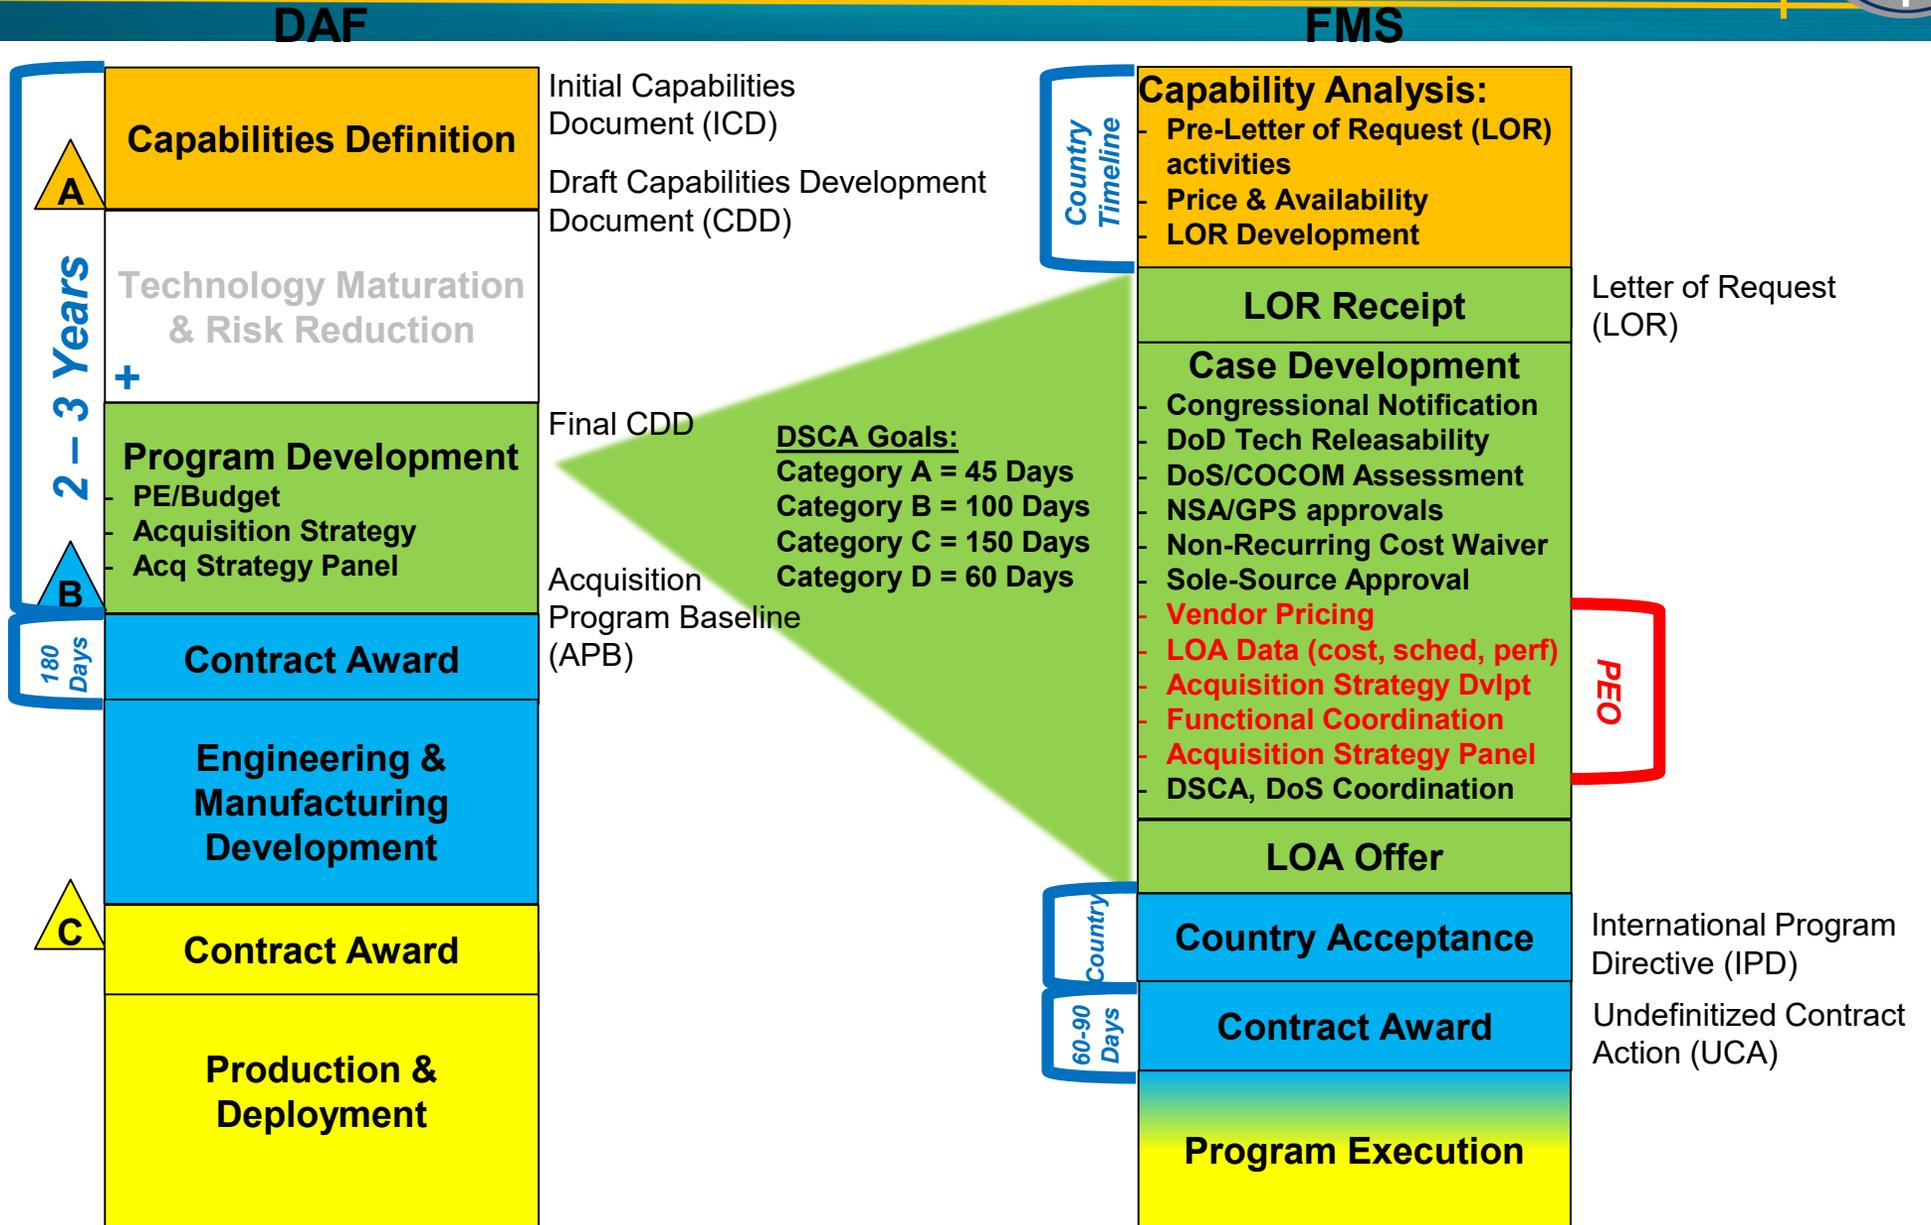 DAF
Capabilities Definition
A
Initial Capabilities
Document (ICD)
Draft Capabilities Development
Document (CDD)
Technology Maturation
& Risk Reduction
+
2 – 3 Years
Final CDD
Program Development
- PE/Budget
- Acquisition Strategy
- Acq Strategy Panel
B
Acquisition
Program Baseline
(APB)
180
Days
Contract Award
Engineering &
Manufacturing
Development
C
Contract Award
Production &
Deployment
DSCA Goals:
Category A = 45 Days
Category B = 100 Days
Category C = 150 Days
Category D = 60 Days
FMS
Country
Timeline
Capability Analysis:
- Pre-Letter of Request (LOR)
activities
- Price & Availability
- LOR Development
LOR Receipt
Letter of Request
(LOR)
Case Development
- Congressional Notification
- DoD Tech Releasability
- DoS/COCOM Assessment
- NSA/GPS approvals
- Non-Recurring Cost Waiver
- Sole-Source Approval
- Vendor Pricing
- LOA Data (cost, sched, perf)
- Acquisition Strategy Dvlpt
- Functional Coordination
- Acquisition Strategy Panel
- DSCA, DoS Coordination
PEO
LOA Offer
Country
Country Acceptance
International Program
Directive (IPD)
60-90
Days
Contract Award
Undefinitized Contract
Action (UCA)
Program Execution